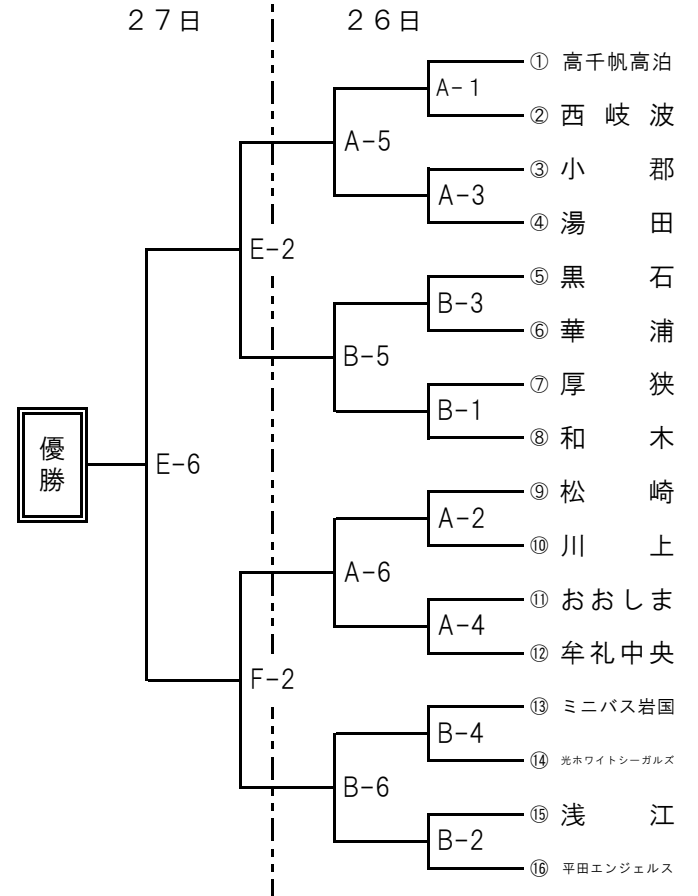 ２７日 ２６日
① 高千帆高泊
A-1
② 西岐波
A-5
③ 小郡
A-3
④ 湯田
E-2
⑤ 黒石
B-3
⑥ 華浦
B-5
⑦ 厚狭
B-1
⑧ 和木
優勝
E-6
⑨ 松崎
A-2
⑩ 川上
A-6
⑪ おおしま
A-4
⑫ 牟礼中央
F-2
⑬ ミニバス岩国
B-4
⑭ 光ホワイトシーガルズ
B-6
⑮ 浅江
B-2
⑯ 平田エンジェルス